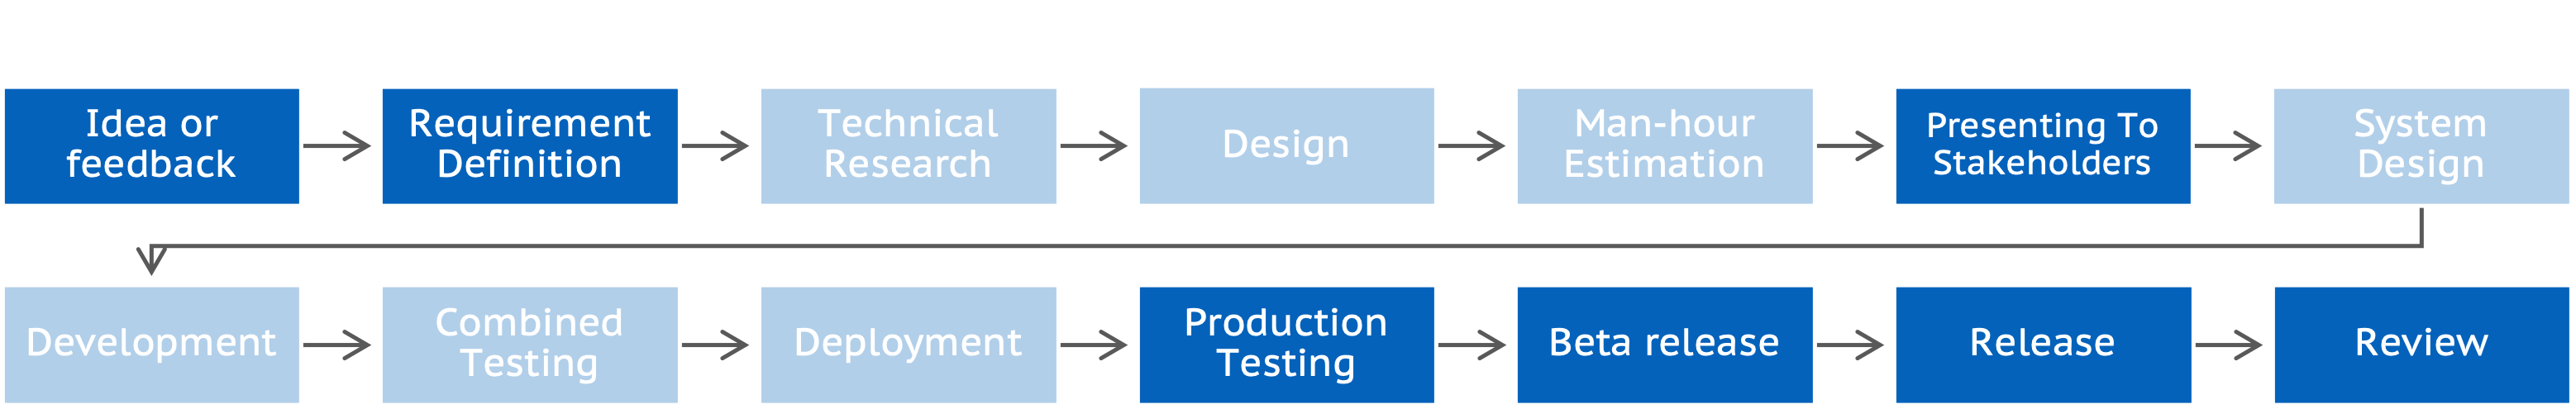 Idea or
feedback
Requirement
Definition
Technical
Research
Design
Man-hour
Estimation
Presenting To
Stakeholders
System
Design
Development
Combined
Testing
Deployment
Production
Testing
Beta release
Release
Review